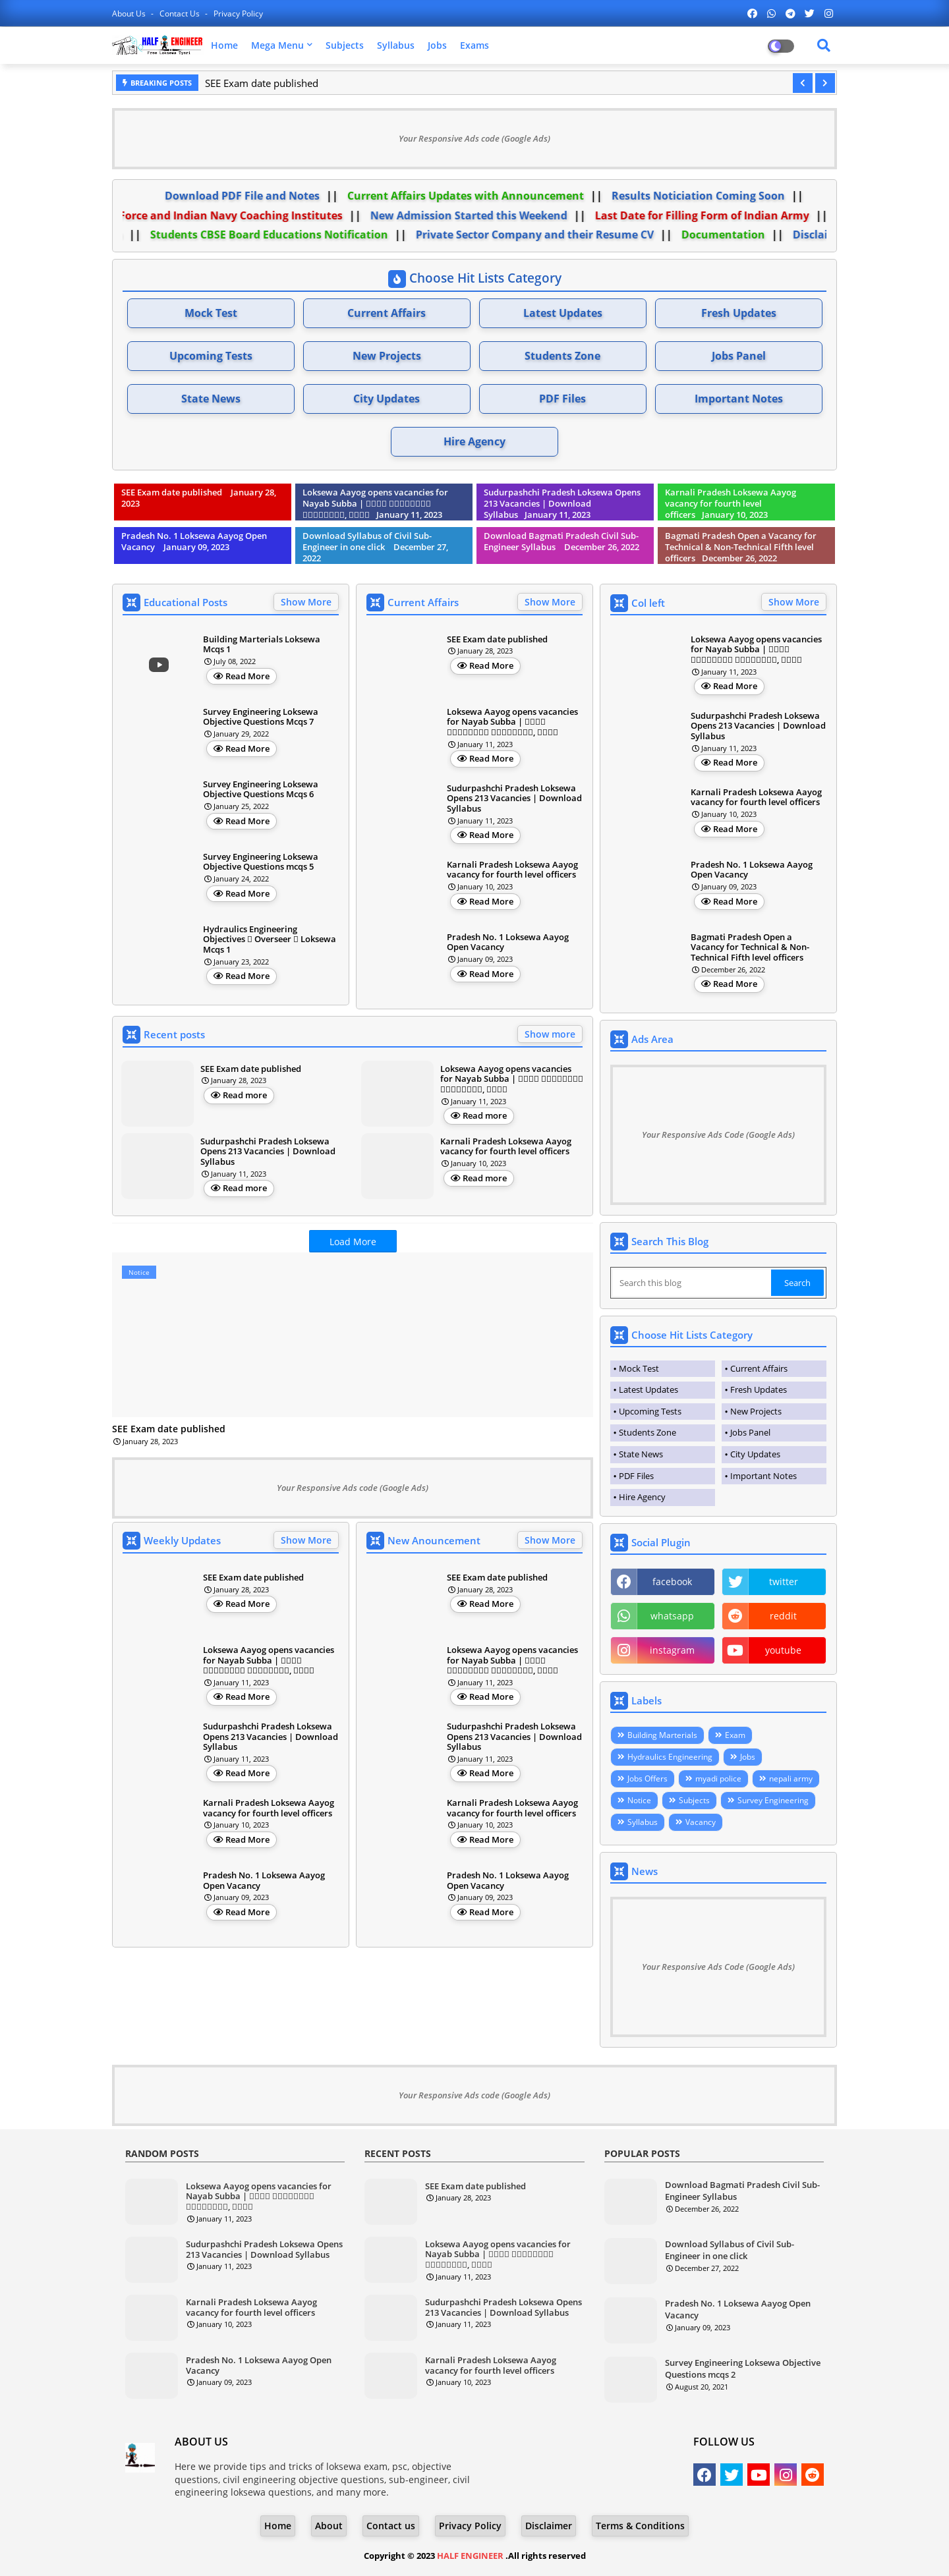 About Us - Contact Us - Privacy Policy
HALF ENGINEER
Free Loksewa Tyari
Home Mega Menu Subjects Syllabus Jobs Exams
BREAKING POSTS SEE Exam date published
Your Responsive Ads code (Google Ads)
Download PDF File and Notes || Current Affairs Updates with Announcement || Results Noticiation Coming Soon ||
Force and Indian Navy Coaching Institutes || New Admission Started this Weekend || Last Date for Filling Form of Indian Army ||
|| Students CBSE Board Educations Notification || Private Sector Company and their Resume CV || Documentation || Disclai
Choose Hit Lists Category
Mock Test Current Affairs Latest Updates Fresh Updates
Upcoming Tests New Projects Students Zone Jobs Panel
State News City Updates PDF Files Important Notes
Hire Agency
SEE Exam date published January 28, 2023
Loksewa Aayog opens vacancies for Nayab Subba | January 11, 2023
Sudurpashchi Pradesh Loksewa Opens 213 Vacancies | Download Syllabus January 11, 2023
Karnali Pradesh Loksewa Aayog vacancy for fourth level officers January 10, 2023
Pradesh No. 1 Loksewa Aayog Open Vacancy January 09, 2023
Download Syllabus of Civil Sub-Engineer in one click December 27, 2022
Download Bagmati Pradesh Civil Sub-Engineer Syllabus December 26, 2022
Bagmati Pradesh Open a Vacancy for Technical & Non-Technical Fifth level officers December 26, 2022
Educational Posts Show More
Building Marterials Loksewa
Mcqs 1
July 08, 2022
Read More
Survey Engineering Loksewa
Objective Questions Mcqs 7
January 29, 2022
Read More
Survey Engineering Loksewa
Objective Questions Mcqs 6
January 25, 2022
Read More
Survey Engineering Loksewa
Objective Questions mcqs 5
January 24, 2022
Read More
Hydraulics Engineering
Objectives Overseer Loksewa
Mcqs 1
January 23, 2022
Read More
Current Affairs Show More
SEE Exam date published
January 28, 2023
Read More
Loksewa Aayog opens vacancies
for Nayab Subba |
January 11, 2023
Read More
Sudurpashchi Pradesh Loksewa
Opens 213 Vacancies | Download
Syllabus
January 11, 2023
Read More
Karnali Pradesh Loksewa Aayog
vacancy for fourth level officers
January 10, 2023
Read More
Pradesh No. 1 Loksewa Aayog
Open Vacancy
January 09, 2023
Read More
Col left Show More
Loksewa Aayog opens vacancies
for Nayab Subba |
January 11, 2023
Read More
Sudurpashchi Pradesh Loksewa
Opens 213 Vacancies | Download
Syllabus
January 11, 2023
Read More
Karnali Pradesh Loksewa Aayog
vacancy for fourth level officers
January 10, 2023
Read More
Pradesh No. 1 Loksewa Aayog
Open Vacancy
January 09, 2023
Read More
Bagmati Pradesh Open a
Vacancy for Technical & Non-
Technical Fifth level officers
December 26, 2022
Read More
Recent posts Show more
SEE Exam date published
January 28, 2023
Read more
Loksewa Aayog opens vacancies
for Nayab Subba |
January 11, 2023
Read more
Sudurpashchi Pradesh Loksewa
Opens 213 Vacancies | Download
Syllabus
January 11, 2023
Read more
Karnali Pradesh Loksewa Aayog
vacancy for fourth level officers
January 10, 2023
Read more
Load More
Notice
SEE Exam date published
January 28, 2023
Your Responsive Ads code (Google Ads)
Weekly Updates Show More
SEE Exam date published
January 28, 2023
Read More
Loksewa Aayog opens vacancies
for Nayab Subba |
January 11, 2023
Read More
Sudurpashchi Pradesh Loksewa
Opens 213 Vacancies | Download
Syllabus
January 11, 2023
Read More
Karnali Pradesh Loksewa Aayog
vacancy for fourth level officers
January 10, 2023
Read More
Pradesh No. 1 Loksewa Aayog
Open Vacancy
January 09, 2023
Read More
New Anouncement Show More
SEE Exam date published
January 28, 2023
Read More
Loksewa Aayog opens vacancies
for Nayab Subba |
January 11, 2023
Read More
Sudurpashchi Pradesh Loksewa
Opens 213 Vacancies | Download
Syllabus
January 11, 2023
Read More
Karnali Pradesh Loksewa Aayog
vacancy for fourth level officers
January 10, 2023
Read More
Pradesh No. 1 Loksewa Aayog
Open Vacancy
January 09, 2023
Read More
Ads Area
Your Responsive Ads Code (Google Ads)
Search This Blog
Search this blog Search
Choose Hit Lists Category
• Mock Test • Current Affairs
• Latest Updates • Fresh Updates
• Upcoming Tests • New Projects
• Students Zone • Jobs Panel
• State News • City Updates
• PDF Files • Important Notes
• Hire Agency
Social Plugin
facebook twitter
whatsapp reddit
instagram youtube
Labels
Building Marterials Exam
Hydraulics Engineering Jobs
Jobs Offers myadi police nepali army
Notice Subjects Survey Engineering
Syllabus Vacancy
News
Your Responsive Ads Code (Google Ads)
Your Responsive Ads code (Google Ads)
RANDOM POSTS
Loksewa Aayog opens vacancies for
Nayab Subba |
January 11, 2023
Sudurpashchi Pradesh Loksewa Opens
213 Vacancies | Download Syllabus
January 11, 2023
Karnali Pradesh Loksewa Aayog
vacancy for fourth level officers
January 10, 2023
Pradesh No. 1 Loksewa Aayog Open
Vacancy
January 09, 2023
RECENT POSTS
SEE Exam date published
January 28, 2023
Loksewa Aayog opens vacancies for
Nayab Subba |
January 11, 2023
Sudurpashchi Pradesh Loksewa Opens
213 Vacancies | Download Syllabus
January 11, 2023
Karnali Pradesh Loksewa Aayog
vacancy for fourth level officers
January 10, 2023
POPULAR POSTS
Download Bagmati Pradesh Civil Sub-
Engineer Syllabus
December 26, 2022
Download Syllabus of Civil Sub-
Engineer in one click
December 27, 2022
Pradesh No. 1 Loksewa Aayog Open
Vacancy
January 09, 2023
Survey Engineering Loksewa Objective
Questions mcqs 2
August 20, 2021
ABOUT US
Here we provide tips and tricks of loksewa exam, psc, objective
questions, civil engineering objective questions, sub-engineer, civil
engineering loksewa questions, and many more.
FOLLOW US
Home About Contact us Privacy Policy Disclaimer Terms & Conditions
Copyright © 2023 HALF ENGINEER .All rights reserved